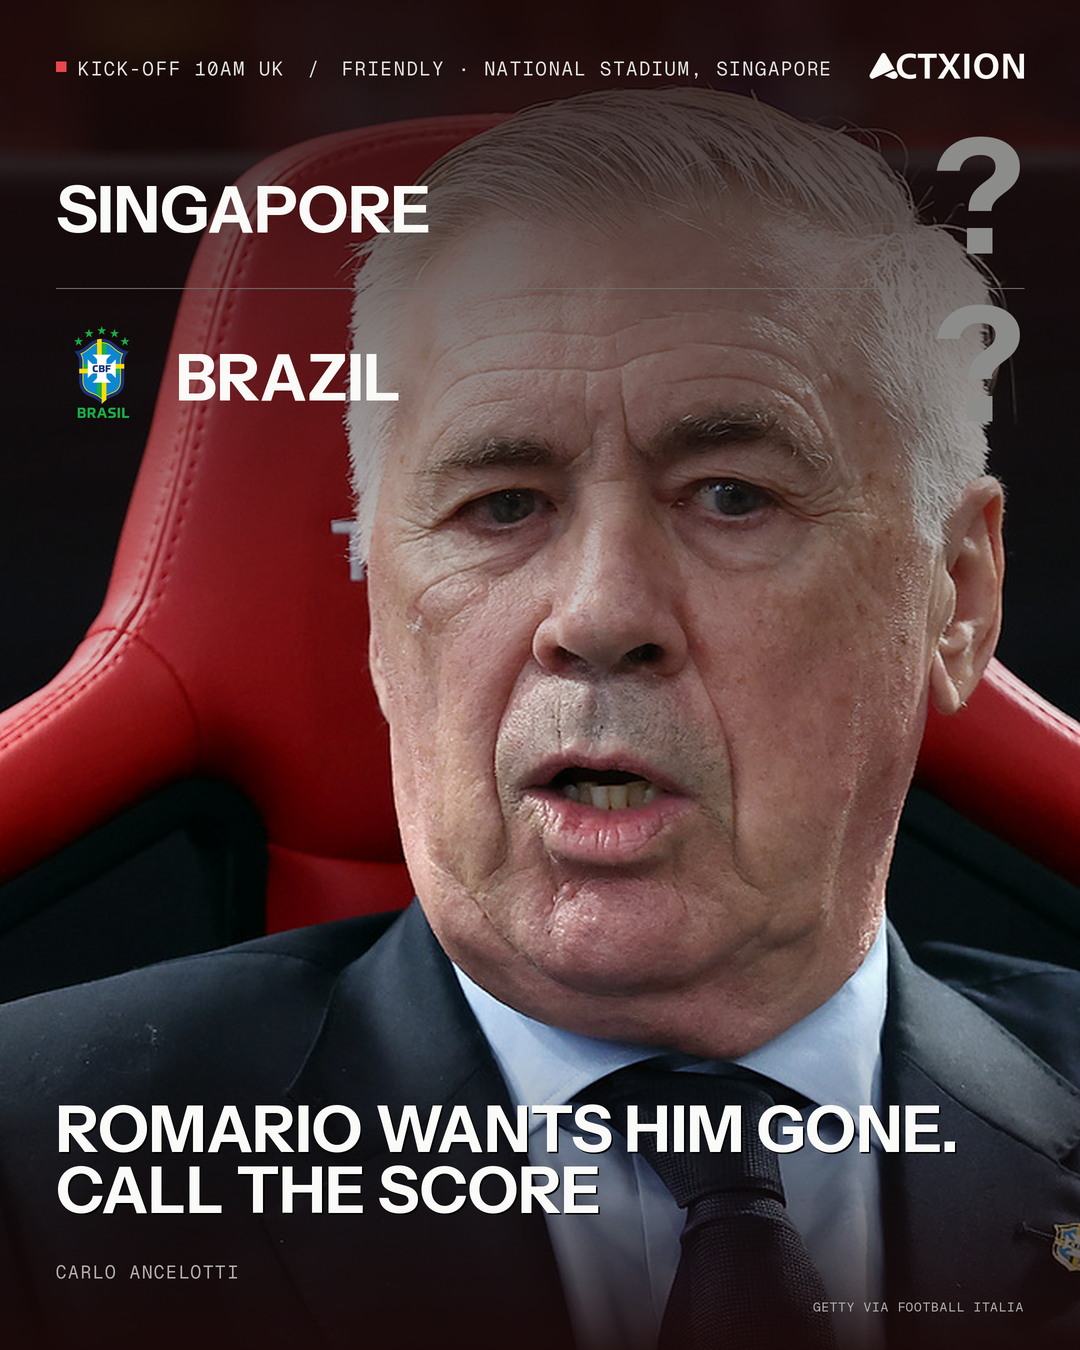 KICK-OFF 10AM UK / FRIENDLY · NATIONAL STADIUM, SINGAPORE
ACTXION
SINGAPORE ?
CBF
BRASIL
BRAZIL ?
T
ROMARIO WANTS HIM GONE.
CALL THE SCORE
CARLO ANCELOTTI
GETTY VIA FOOTBALL ITALIA